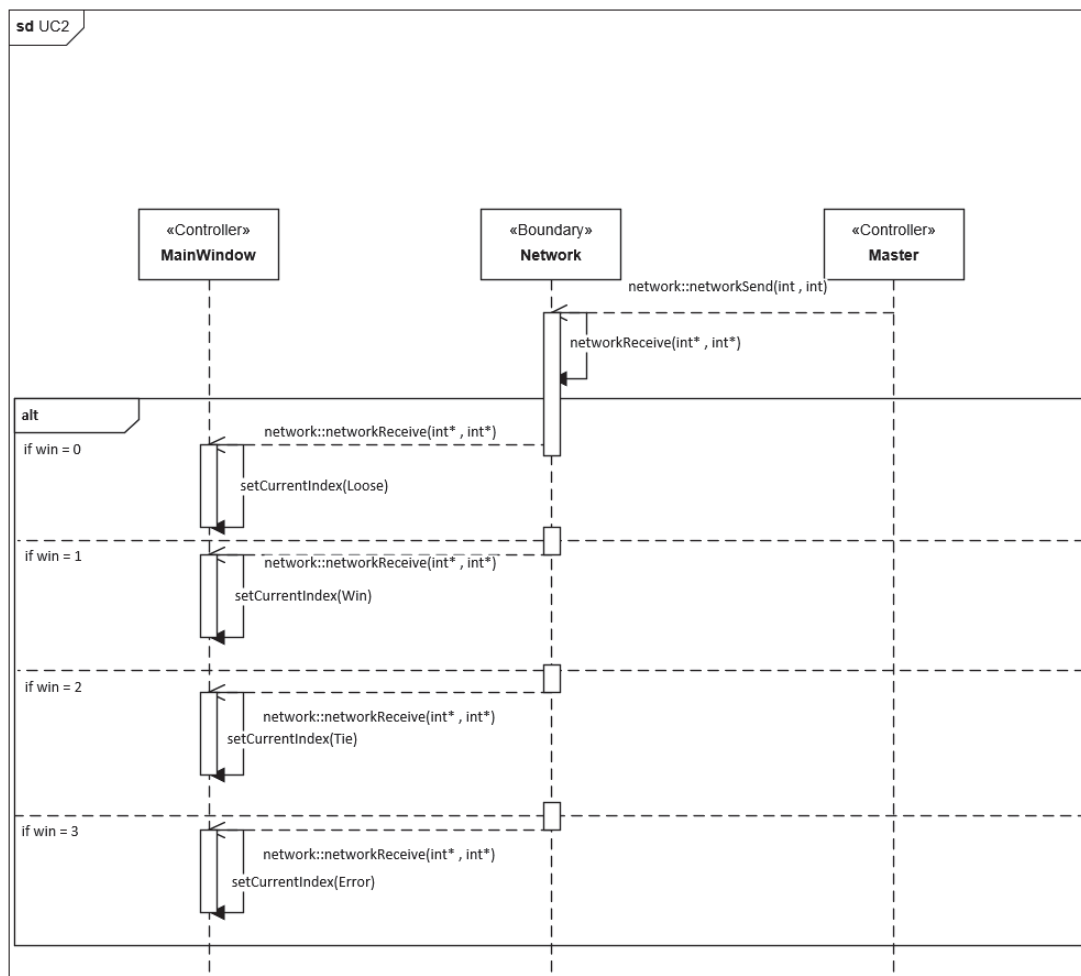 sd UC2
«Controller»
MainWindow
«Boundary»
Network
«Controller»
Master
network::networkSend(int , int)
networkReceive(int* , int*)
alt
network::networkReceive(int* , int*)
if win = 0
setCurrentIndex(Loose)
if win = 1
network::networkReceive(int* , int*)
setCurrentIndex(Win)
if win = 2
network::networkReceive(int* , int*)
setCurrentIndex(Tie)
if win = 3
network::networkReceive(int* , int*)
setCurrentIndex(Error)